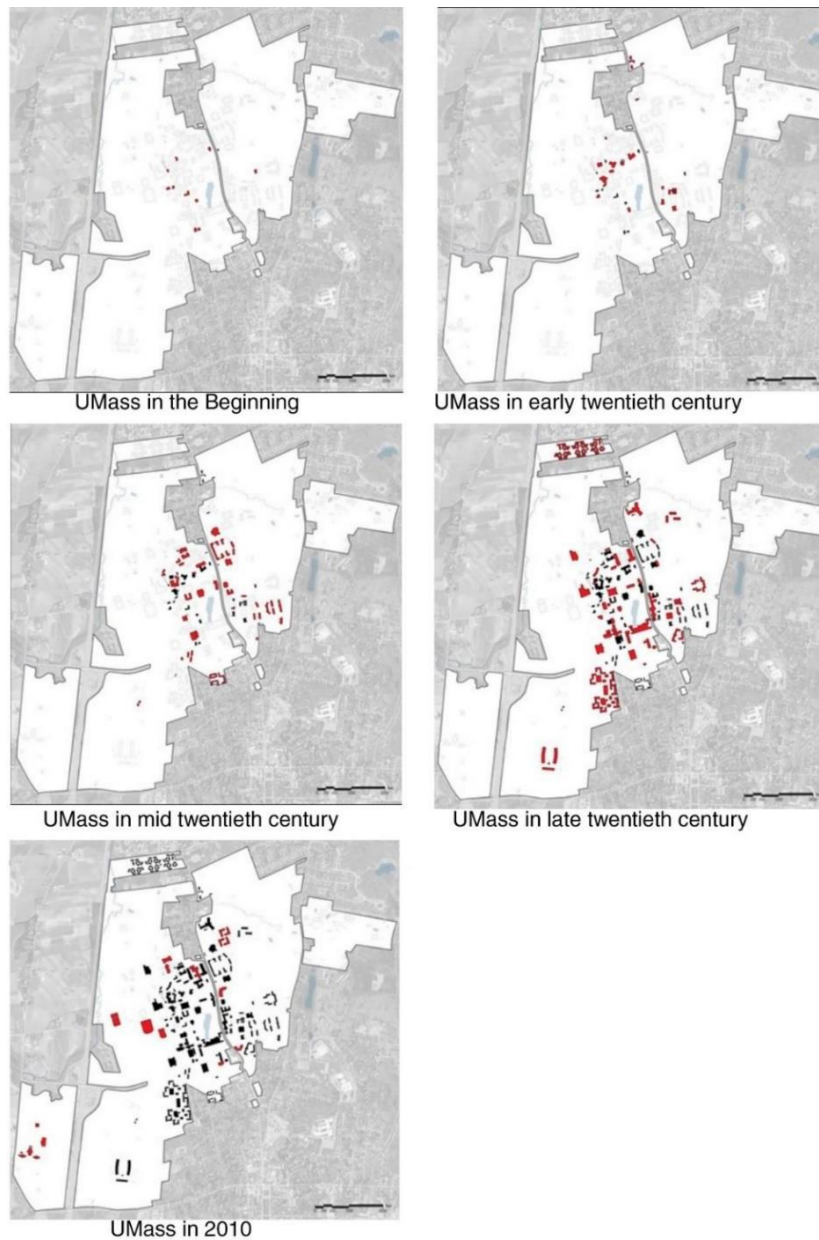 UMass in the Beginning
UMass in early twentieth century
UMass in mid twentieth century
UMass in late twentieth century
UMass in 2010